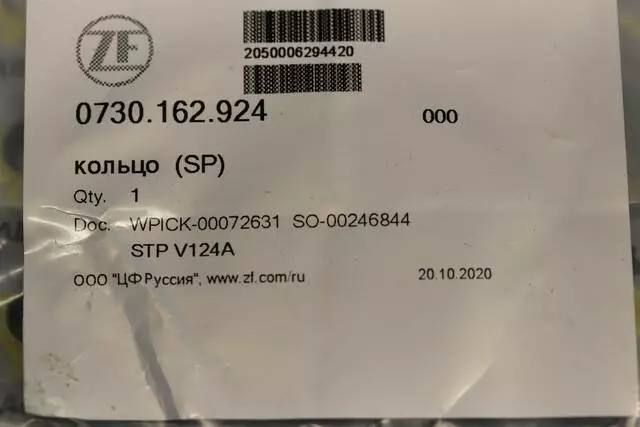 ZF
2050006294420
0730.162.924 000
кольцо (SP)
Qty. 1
Doc. WPICK-00072631 SO-00246844
STP V124A
ООО "ЦФ Руссия", www.zf.com/ru 20.10.2020